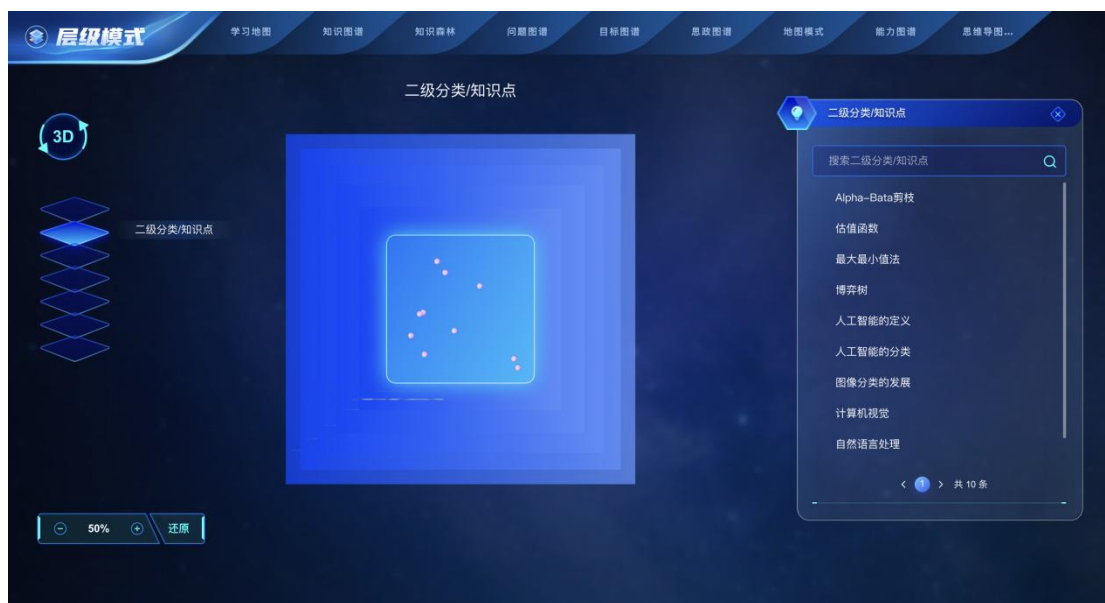 层级模式
学习地图 知识图谱 知识森林 问题图谱 目标图谱 思政图谱 地图模式 能力图谱 思维导图...
二级分类/知识点
3D
二级分类/知识点
50%
还原
二级分类/知识点
搜索二级分类/知识点
Alpha-Bata剪枝
估值函数
最大最小值法
博弈树
人工智能的定义
人工智能的分类
图像分类的发展
计算机视觉
自然语言处理
< 1 > 共 10 条